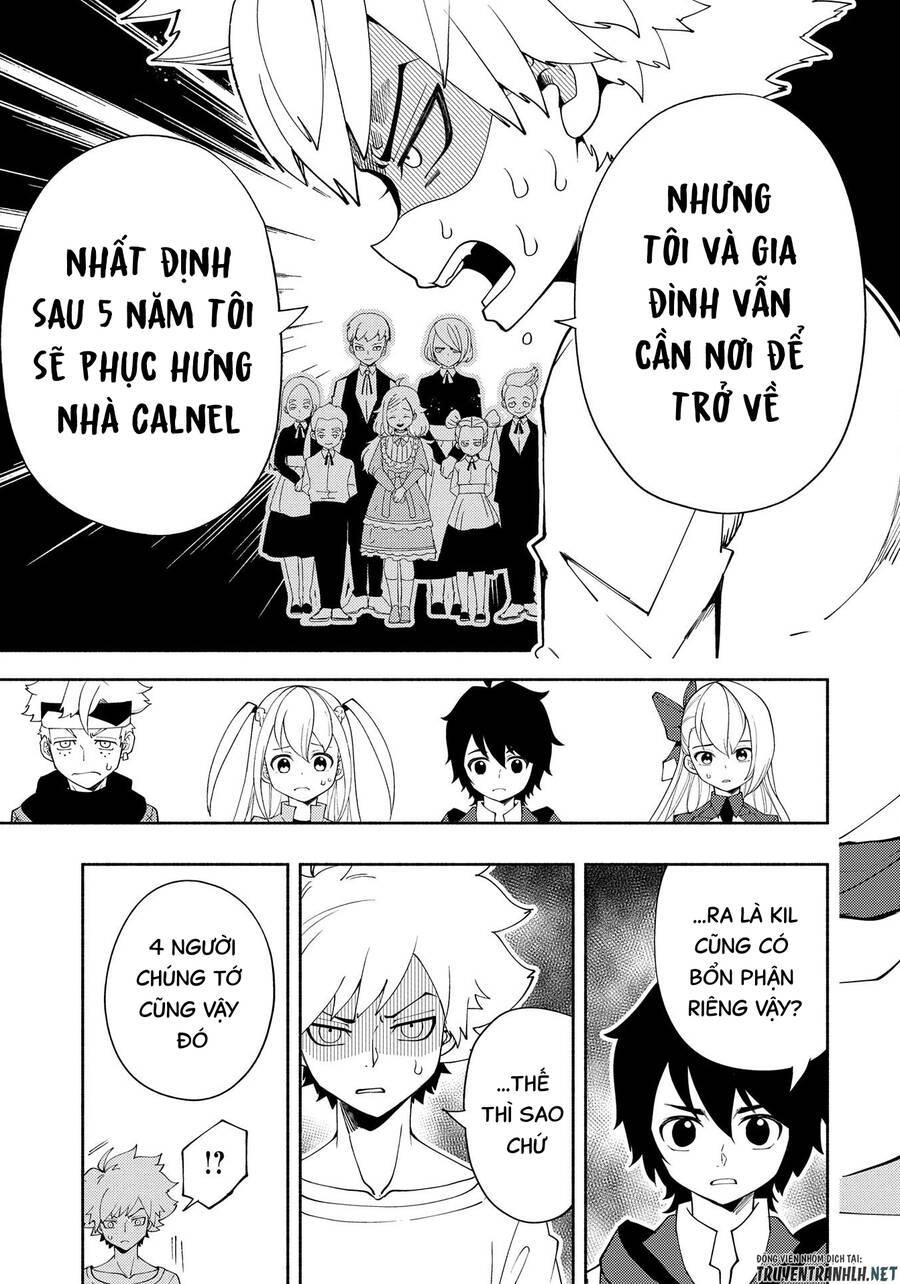 NHƯNG
TÔI VÀ GIA
ĐÌNH VẪN
CẦN NƠI ĐỂ
TRỞ VỀ
NHẤT ĐỊNH
SAU 5 NĂM TÔI
SẼ PHỤC HƯNG
NHÀ CALNEL
...RA LÀ KIL
CŨNG CÓ
BỔN PHẬN
RIÊNG VẬY?
...THẾ
THÌ SAO
CHỨ
4 NGƯỜI
CHÚNG TỚ
CŨNG VẬY
ĐÓ
!?
ĐỘNG VIÊN NHÓM DỊCH TẠI:
TRUYENTRANHLH.NET